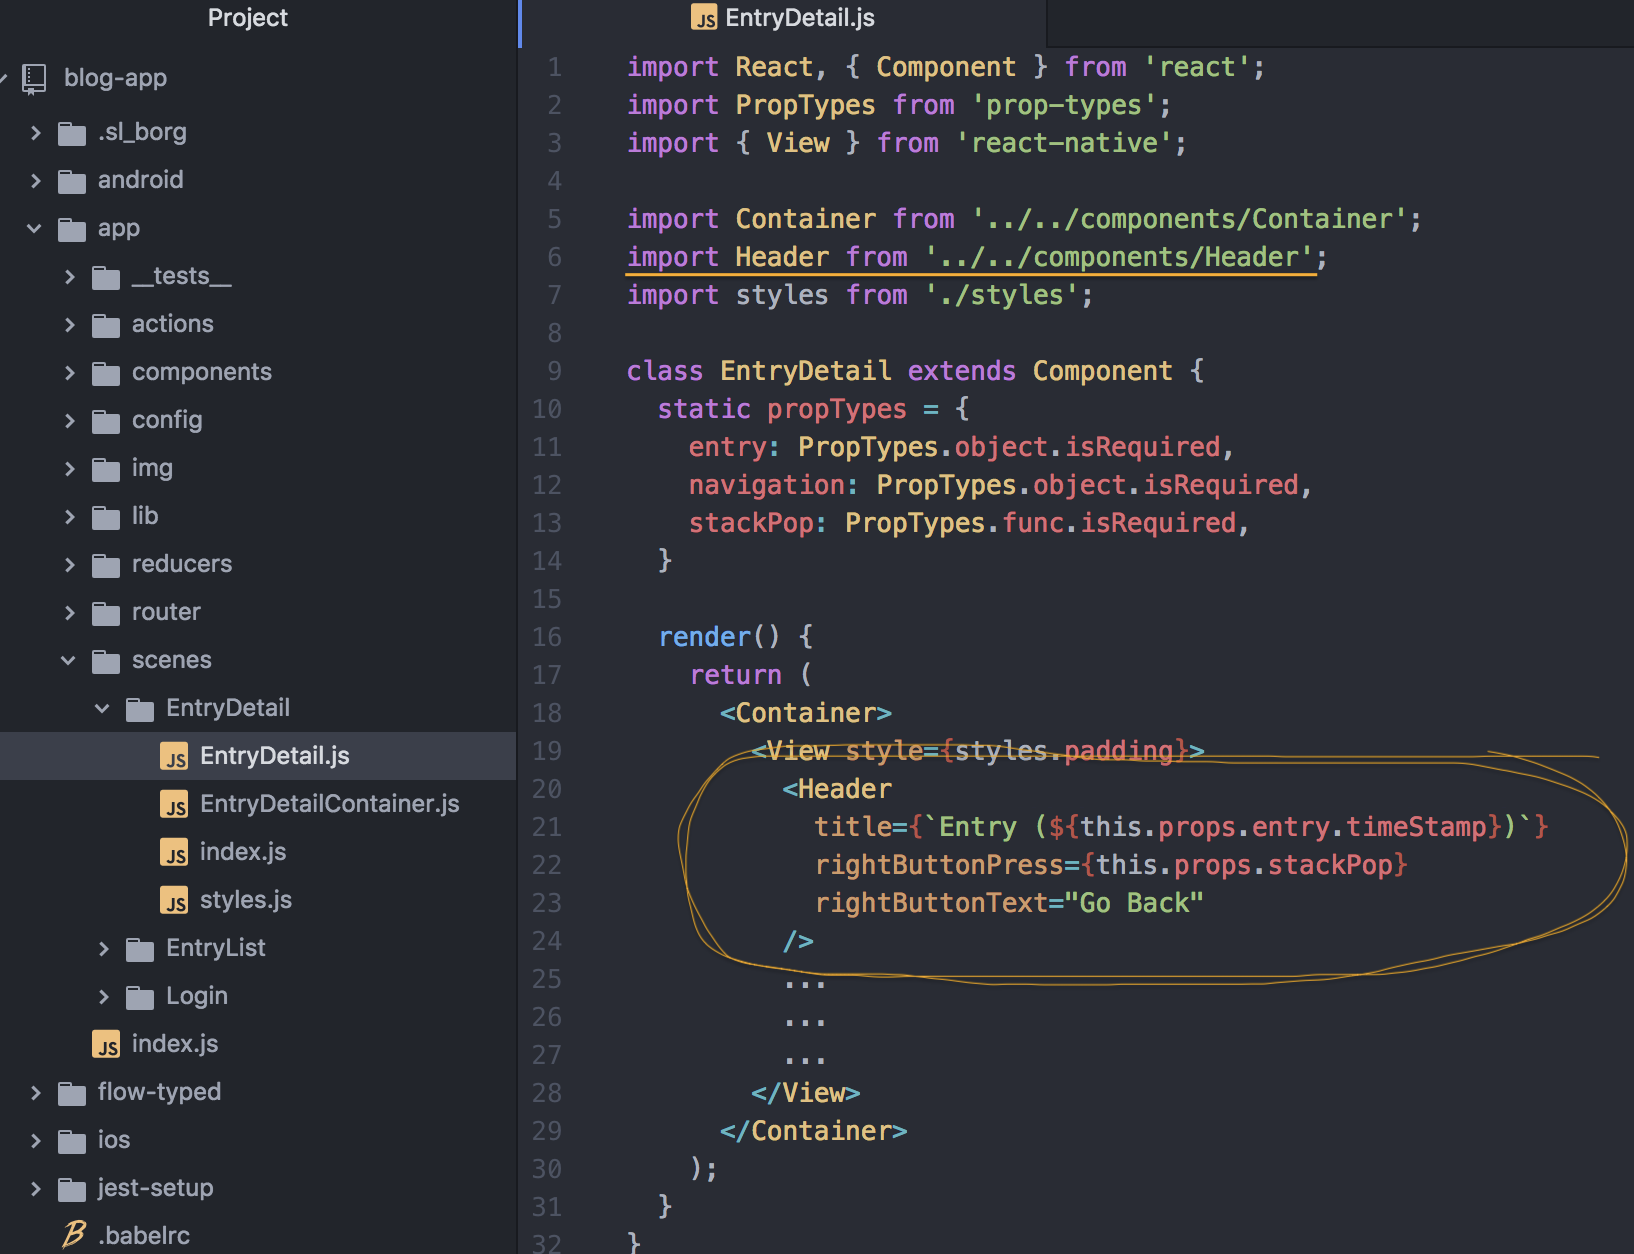 Project
blog-app
.sl_borg
android
app
__tests__
actions
components
config
img
lib
reducers
router
scenes
EntryDetail
EntryDetail.js
EntryDetailContainer.js
index.js
styles.js
EntryList
Login
index.js
flow-typed
ios
jest-setup
.babelrc
EntryDetail.js
1 import React, { Component } from 'react';
2 import PropTypes from 'prop-types';
3 import { View } from 'react-native';
4
5 import Container from '../../components/Container';
6 import Header from '../../components/Header';
7 import styles from './styles';
8
9 class EntryDetail extends Component {
10 static propTypes = {
11 entry: PropTypes.object.isRequired,
12 navigation: PropTypes.object.isRequired,
13 stackPop: PropTypes.func.isRequired,
14 }
15
16 render() {
17 return (
18 <Container>
19 <View style={styles.padding}>
20 <Header
21 title={`Entry (${this.props.entry.timeStamp})`}
22 rightButtonPress={this.props.stackPop}
23 rightButtonText="Go Back"
24 />
25 ...
26 ...
27 ...
28 </View>
29 </Container>
30 );
31 }
32 }